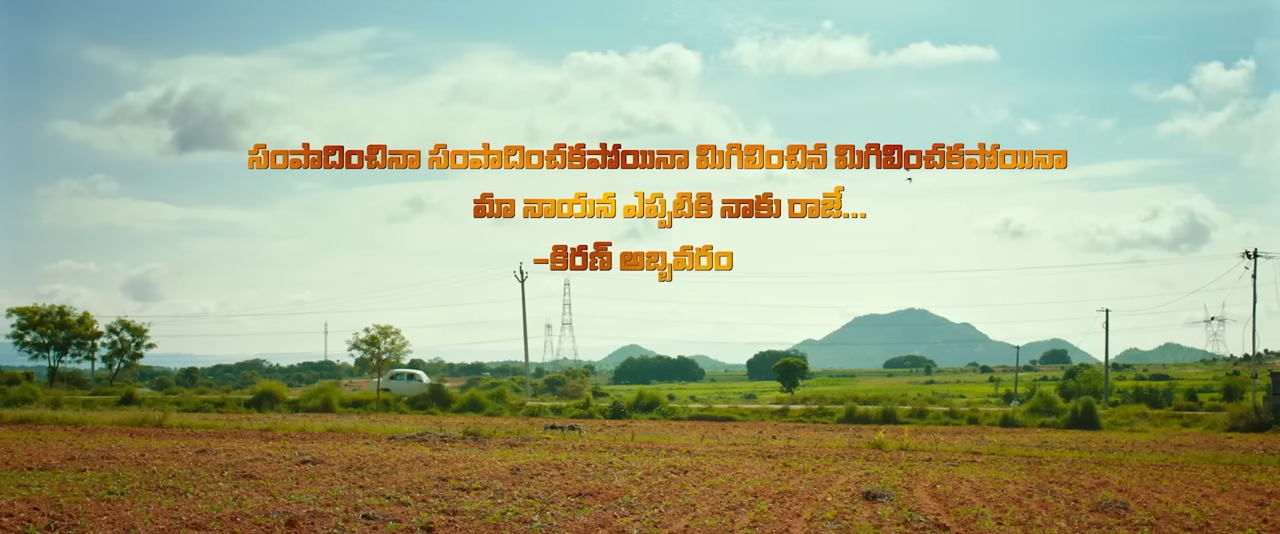 సంపాదించినా సంపాదించకపోయినా మిగిలించిన మిగిలించకపోయినా
మా నాయన ఎప్పటికి నాకు రాజే...
-కిరణ్ అబ్బవరం